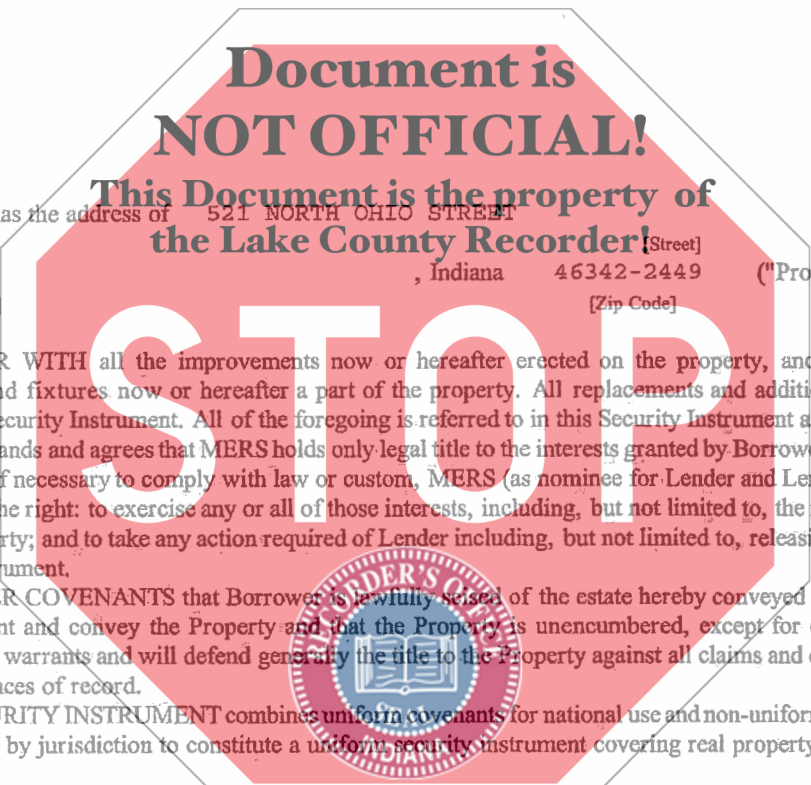 Document is
NOT OFFICIAL!
This Document is the property of
as the address of 521 NORTH OHIO STREET
the Lake County Recorder!
[Street]
, Indiana 46342-2449 ("Pro
[Zip Code]
STOP
R WITH all the improvements now or hereafter erected on the property, and
d fixtures now or hereafter a part of the property. All replacements and additi
ecurity Instrument. All of the foregoing is referred to in this Security Instrument a
ands and agrees that MERS holds only legal title to the interests granted by Borrowe
f necessary to comply with law or custom, MERS (as nominee for Lender and Le
he right: to exercise any or all of those interests, including, but not limited to, the
rty; and to take any action required of Lender including, but not limited to, releasi
ument.
R COVENANTS that Borrower is lawfully seised of the estate hereby conveyed
nt and convey the Property and that the Property is unencumbered, except for
warrants and will defend generally the title to the Property against all claims and
nces of record.
URITY INSTRUMENT combines uniform covenants for national use and non-unifor
by jurisdiction to constitute a uniform security instrument covering real property
RECORDER'S OFFICE
SEAL
INDIANA